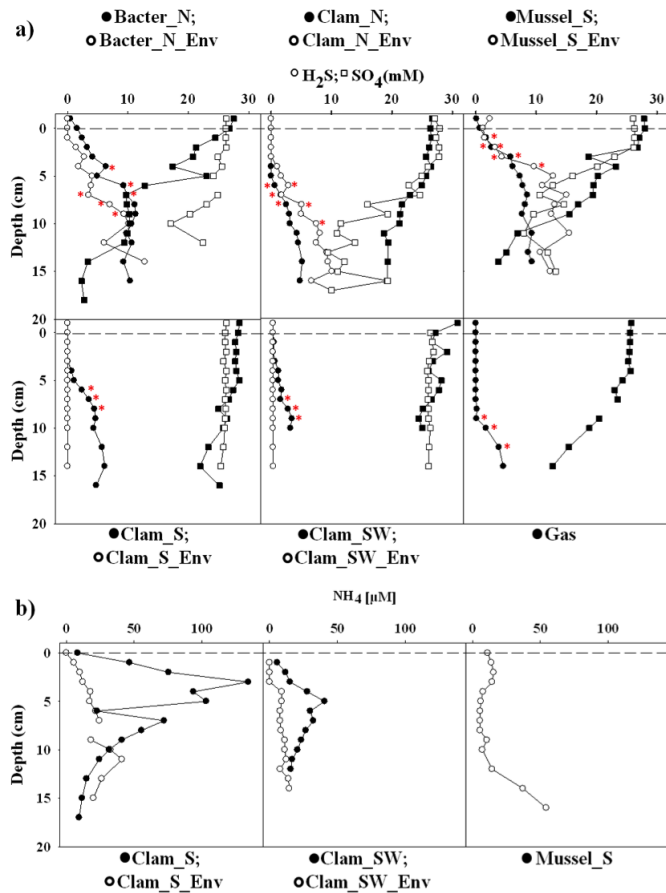 a)
● Bacter_N; ● Clam_N; ● Mussel_S;
○ Bacter_N_Env ○ Clam_N_Env ○ Mussel_S_Env
○ H₂S; □ SO₄(mM)
0 10 20 30 0 10 20 30 0 10 20 30
Depth (cm)
0
5
10
15
20
Depth (cm)
0
5
10
15
20
● Clam_S; ● Clam_SW; ● Gas
○ Clam_S_Env ○ Clam_SW_Env
b)
NH₄ [µM]
0 50 100 0 50 100 0 50 100
Depth (cm)
0
5
10
15
20
● Clam_S; ● Clam_SW; ● Mussel_S
○ Clam_S_Env ○ Clam_SW_Env